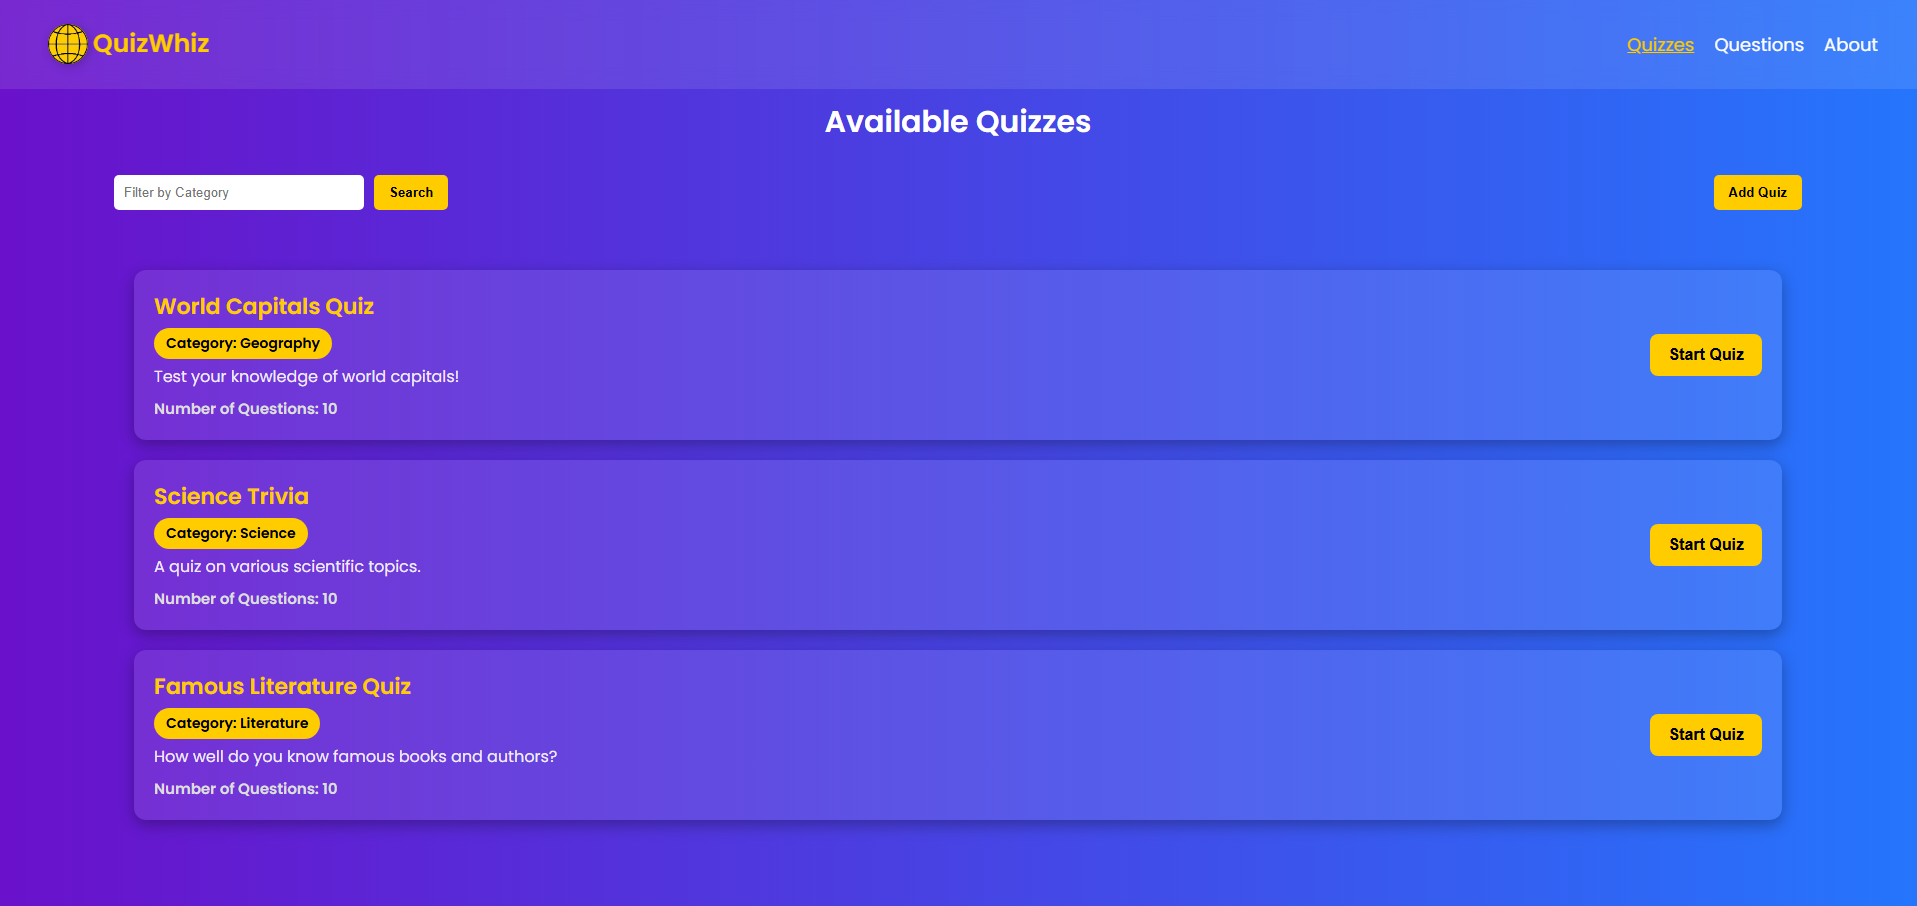 QuizWhiz
Quizzes Questions About
Available Quizzes
Filter by Category Search Add Quiz
World Capitals Quiz
Category: Geography
Test your knowledge of world capitals!
Number of Questions: 10
Start Quiz
Science Trivia
Category: Science
A quiz on various scientific topics.
Number of Questions: 10
Start Quiz
Famous Literature Quiz
Category: Literature
How well do you know famous books and authors?
Number of Questions: 10
Start Quiz